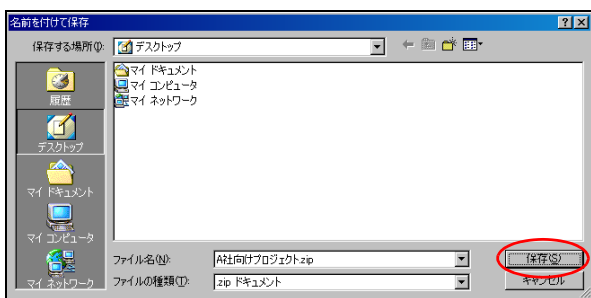 名前を付けて保存
保存する場所(I):
デスクトップ
マイ ドキュメント
マイ コンピュータ
マイ ネットワーク
履歴
デスクトップ
マイ ドキュメント
マイ コンピュータ
マイ ネットワーク
ファイル名(N):
A社向けプロジェクト.zip
保存(S)
ファイルの種類(T):
.zip ドキュメント
キャンセル